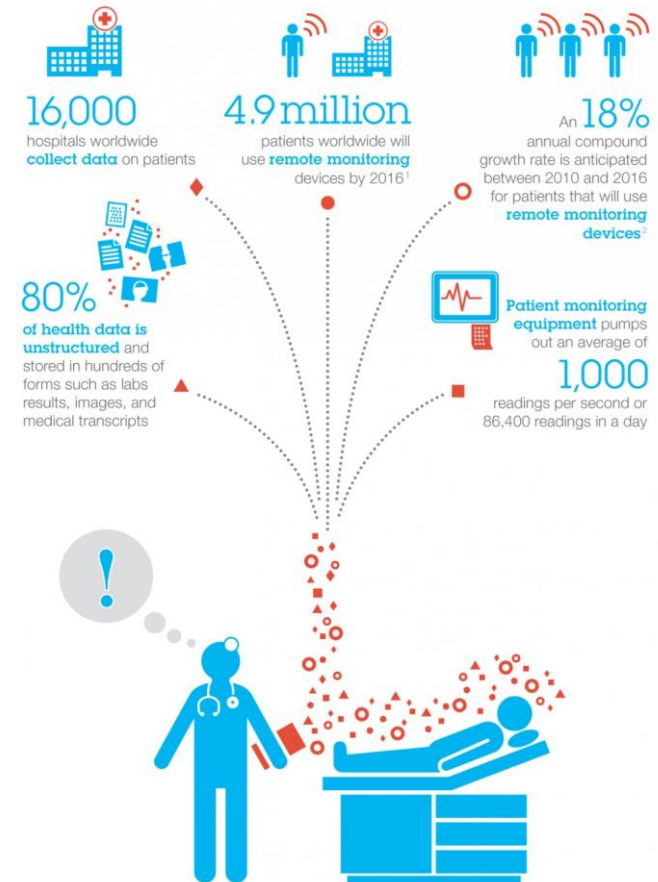 16,000
hospitals worldwide
collect data on patients
4.9 million
patients worldwide will
use remote monitoring
devices by 2016¹
An 18%
annual compound
growth rate is anticipated
between 2010 and 2016
for patients that will use
remote monitoring
devices²
80%
of health data is
unstructured and
stored in hundreds of
forms such as labs
results, images, and
medical transcripts
Patient monitoring
equipment pumps
out an average of
1,000
readings per second or
86,400 readings in a day
!